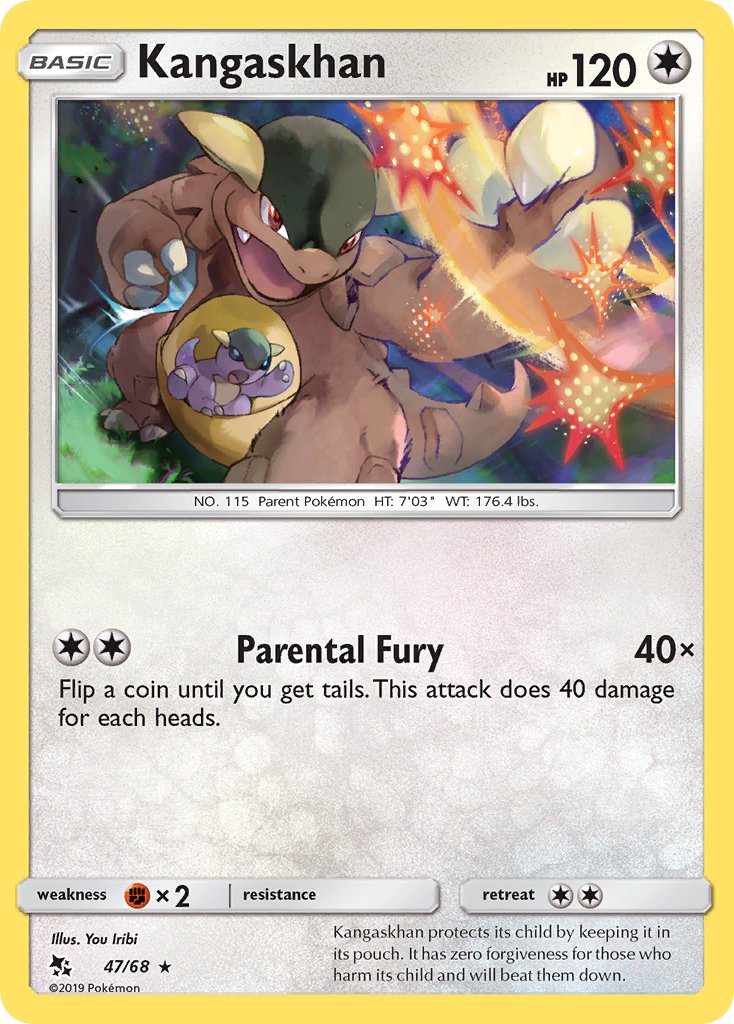 BASIC
Kangaskhan
HP 120
NO. 115 Parent Pokémon HT: 7'03" WT: 176.4 lbs.
Parental Fury 40×
Flip a coin until you get tails. This attack does 40 damage
for each heads.
weakness × 2 resistance retreat
Illus. You Iribi
47/68 ★
©2019 Pokémon
Kangaskhan protects its child by keeping it in
its pouch. It has zero forgiveness for those who
harm its child and will beat them down.